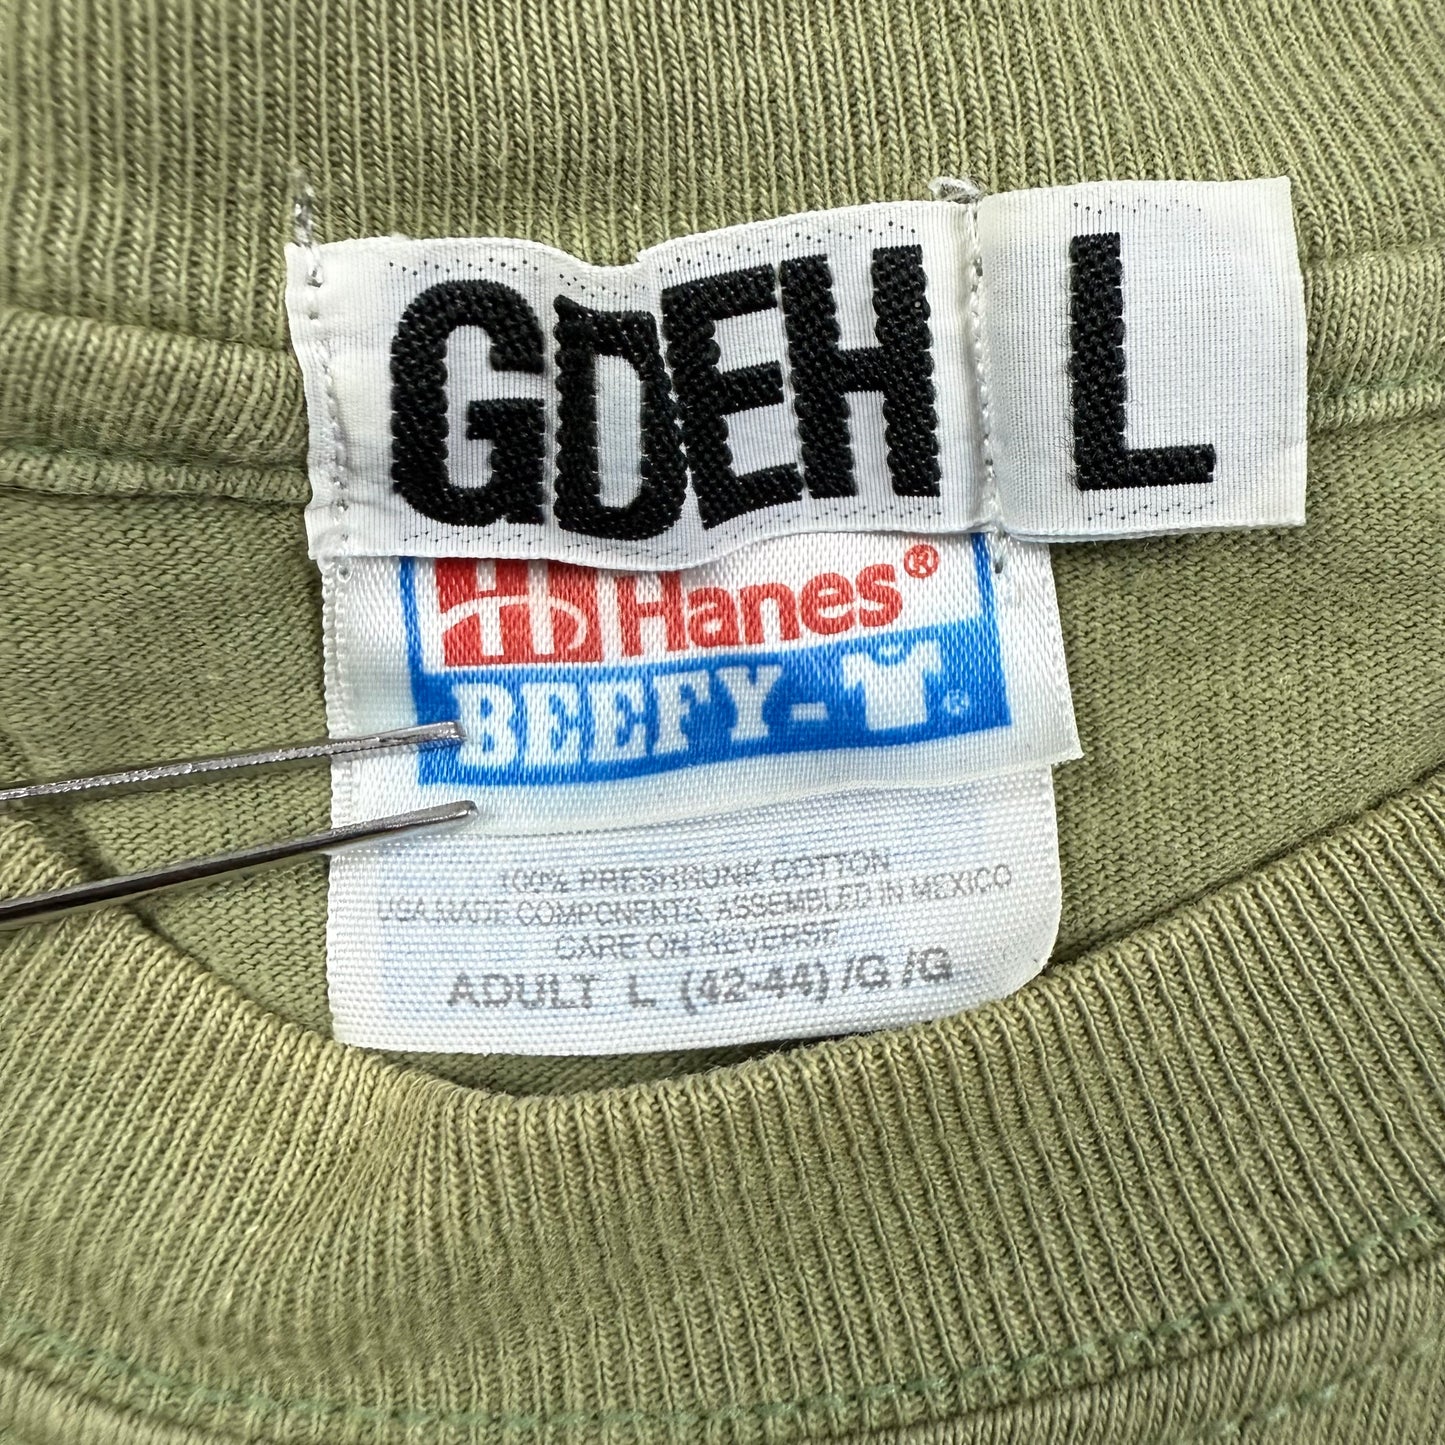 GDEH L
Hanes®
BEEFY-T®
100% PRESHRUNK COTTON
USA MADE COMPONENTS, ASSEMBLED IN MEXICO
CARE ON REVERSE
ADULT L (42-44) /G /G